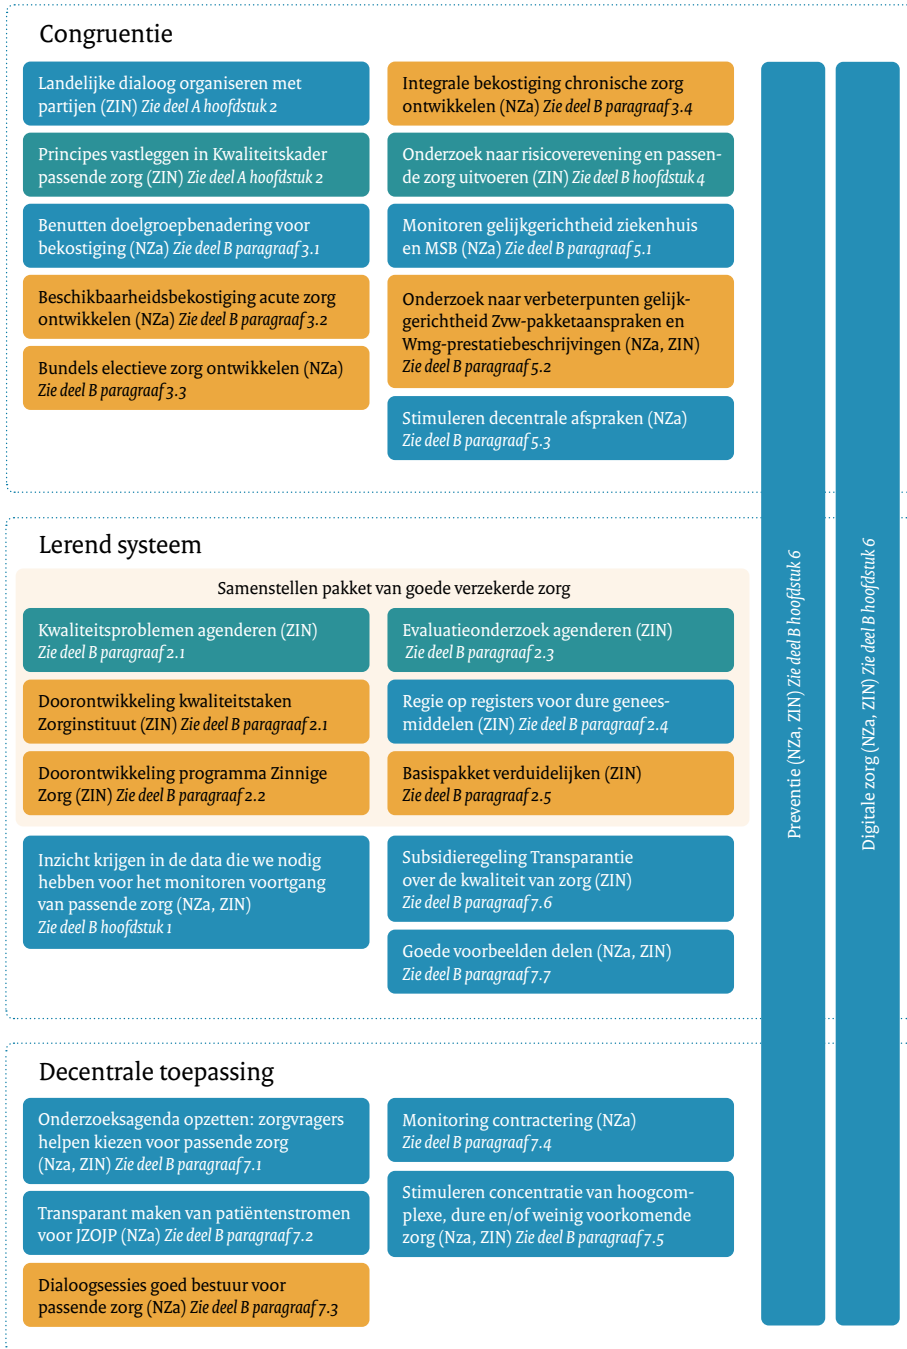 Congruentie
Landelijke dialoog organiseren met
partijen (ZIN) Zie deel A hoofdstuk 2
Principes vastleggen in Kwaliteitskader
passende zorg (ZIN) Zie deel A hoofdstuk 2
Benutten doelgroepbenadering voor
bekostiging (NZa) Zie deel B paragraaf 3.1
Beschikbaarheidsbekostiging acute zorg
ontwikkelen (NZa) Zie deel B paragraaf 3.2
Bundels electieve zorg ontwikkelen (NZa)
Zie deel B paragraaf 3.3
Integrale bekostiging chronische zorg
ontwikkelen (NZa) Zie deel B paragraaf 3.4
Onderzoek naar risicoverevening en passen-
de zorg uitvoeren (ZIN) Zie deel B hoofdstuk 4
Monitoren gelijkgerichtheid ziekenhuis
en MSB (NZa) Zie deel B paragraaf 5.1
Onderzoek naar verbeterpunten gelijk-
gerichtheid Zvw-pakketaanspraken en
Wmg-prestatiebeschrijvingen (NZa, ZIN)
Zie deel B paragraaf 5.2
Stimuleren decentrale afspraken (NZa)
Zie deel B paragraaf 5.3
Lerend systeem
Samenstellen pakket van goede verzekerde zorg
Kwaliteitsproblemen agenderen (ZIN)
Zie deel B paragraaf 2.1
Doorontwikkeling kwaliteitstaken
Zorginstituut (ZIN) Zie deel B paragraaf 2.1
Doorontwikkeling programma Zinnige
Zorg (ZIN) Zie deel B paragraaf 2.2
Evaluatieonderzoek agenderen (ZIN)
Zie deel B paragraaf 2.3
Regie op registers voor dure genees-
middelen (ZIN) Zie deel B paragraaf 2.4
Basispakket verduidelijken (ZIN)
Zie deel B paragraaf 2.5
Inzicht krijgen in de data die we nodig
hebben voor het monitoren voortgang
van passende zorg (NZa, ZIN)
Zie deel B hoofdstuk 1
Subsidieregeling Transparantie
over de kwaliteit van zorg (ZIN)
Zie deel B paragraaf 7.6
Goede voorbeelden delen (NZa, ZIN)
Zie deel B paragraaf 7.7
Decentrale toepassing
Onderzoeksagenda opzetten: zorgvragers
helpen kiezen voor passende zorg
(Nza, ZIN) Zie deel B paragraaf 7.1
Transparant maken van patiëntenstromen
voor JZOJP (NZa) Zie deel B paragraaf 7.2
Dialoogsessies goed bestuur voor
passende zorg (NZa) Zie deel B paragraaf 7.3
Monitoring contractering (NZa)
Zie deel B paragraaf 7.4
Stimuleren concentratie van hoogcom-
plexe, dure en/of weinig voorkomende
zorg (Nza, ZIN) Zie deel B paragraaf 7.5
Preventie (NZa, ZIN) Zie deel B hoofdstuk 6
Digitale zorg (NZa, ZIN) Zie deel B hoofdstuk 6